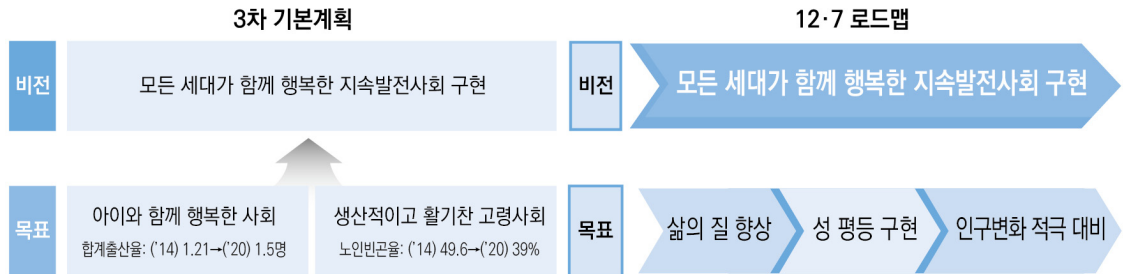 3차 기본계획
비전
모든 세대가 함께 행복한 지속발전사회 구현
목표
아이와 함께 행복한 사회
합계출산율: ('14) 1.21→('20) 1.5명
생산적이고 활기찬 고령사회
노인빈곤율: ('14) 49.6→('20) 39%
12·7 로드맵
비전
모든 세대가 함께 행복한 지속발전사회 구현
목표
삶의 질 향상
성 평등 구현
인구변화 적극 대비